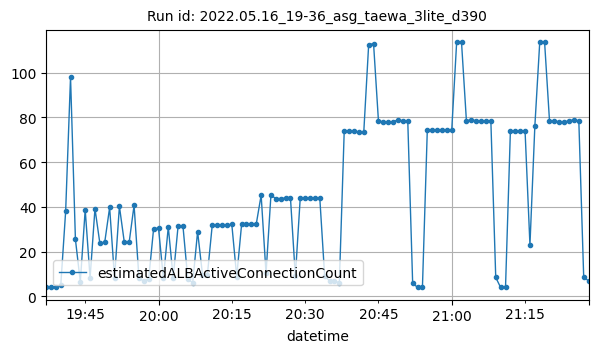 Run id: 2022.05.16_19-36_asg_taewa_3lite_d390
100
80
60
40
20
0
estimatedALBActiveConnectionCount
19:45 20:00 20:15 20:30 20:45 21:00 21:15
datetime